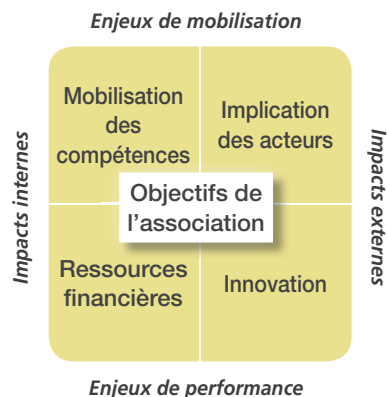 Enjeux de mobilisation
Impacts internes
Mobilisation
des
compétences
Implication
des acteurs
Impacts externes
Objectifs de
l’association
Ressources
financières
Innovation
Enjeux de performance